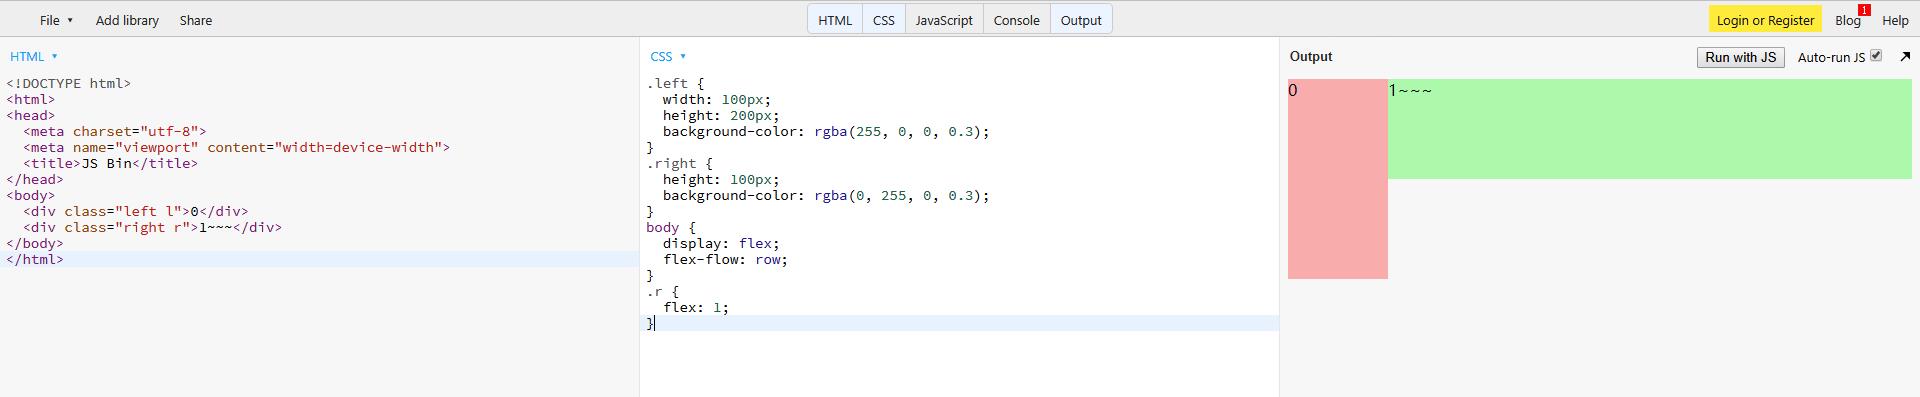 File ▼ Add library Share HTML CSS JavaScript Console Output Login or Register Blog 1 Help
HTML ▼
<!DOCTYPE html>
<html>
<head>
  <meta charset="utf-8">
  <meta name="viewport" content="width=device-width">
  <title>JS Bin</title>
</head>
<body>
  <div class="left l">0</div>
  <div class="right r">1~~~</div>
</body>
</html>
CSS ▼
.left {
  width: 100px;
  height: 200px;
  background-color: rgba(255, 0, 0, 0.3);
}
.right {
  height: 100px;
  background-color: rgba(0, 255, 0, 0.3);
}
body {
  display: flex;
  flex-flow: row;
}
.r {
  flex: 1;
}
Output Run with JS Auto-run JS
0 1~~~